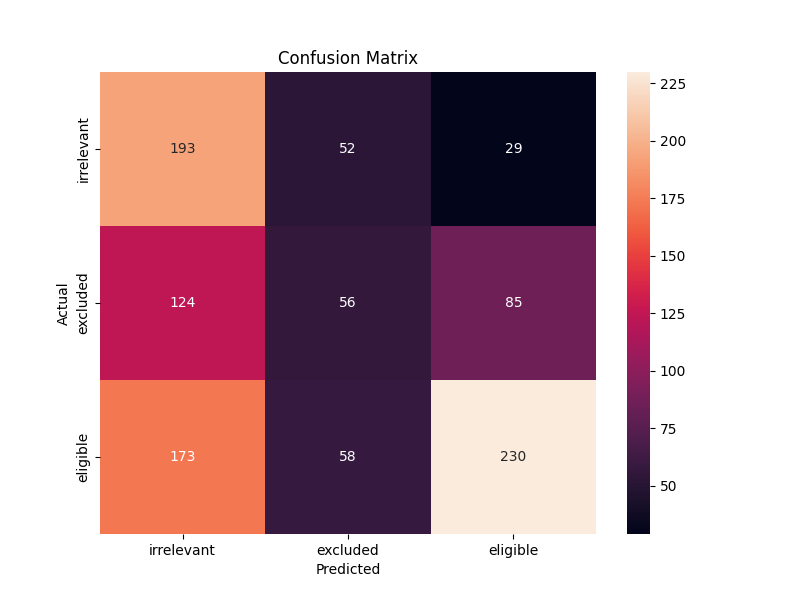 Confusion Matrix
irrelevant
excluded
eligible
Actual
193 52 29
124 56 85
173 58 230
irrelevant excluded eligible
Predicted
225
200
175
150
125
100
75
50